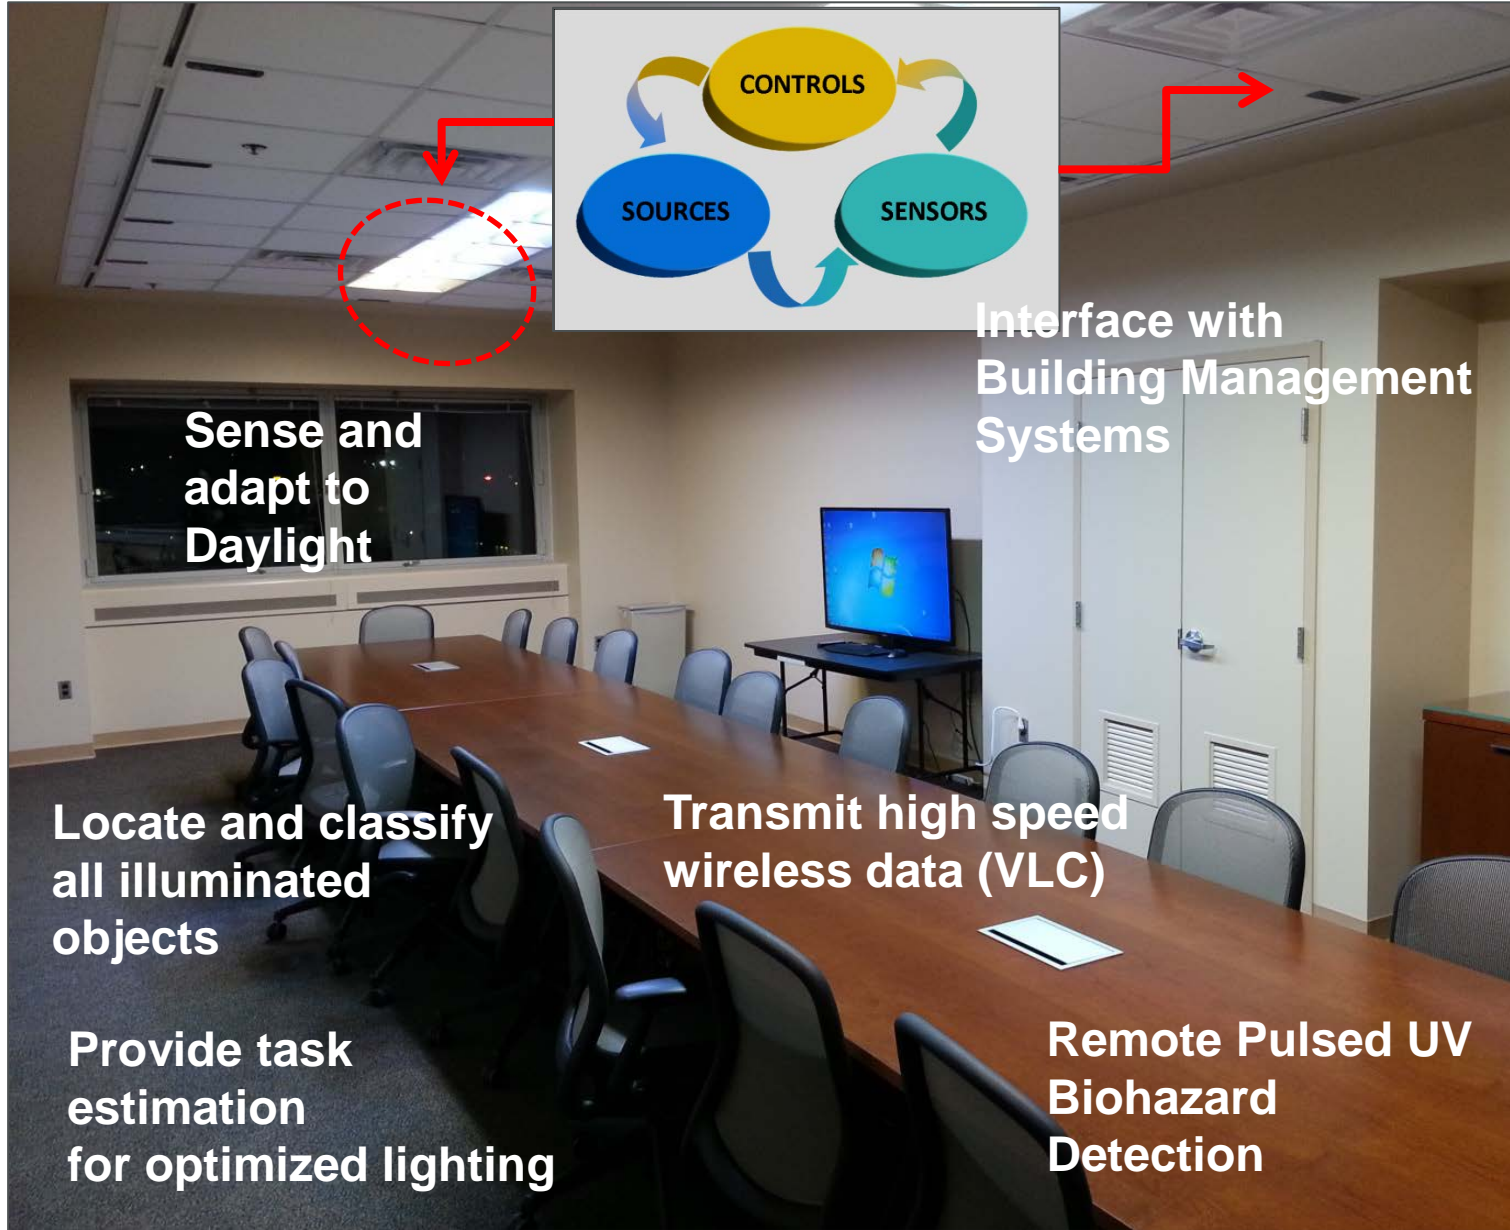 CONTROLS
SOURCES
SENSORS
Interface with
Building Management
Systems
Sense and
adapt to
Daylight
Locate and classify
all illuminated
objects
Transmit high speed
wireless data (VLC)
Provide task
estimation
for optimized lighting
Remote Pulsed UV
Biohazard
Detection